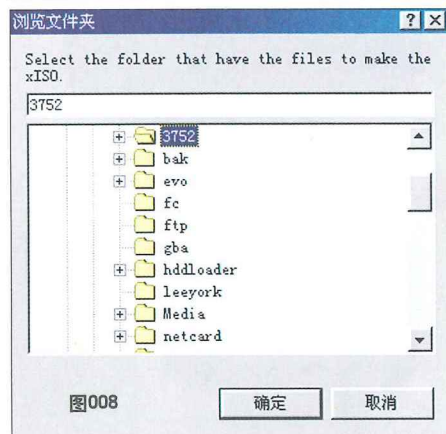 浏览文件夹
Select the folder that have the files to make the
xISO.
3752
3752
bak
evo
fc
ftp
gba
hddloader
leeyork
Media
netcard
图008
确定
取消